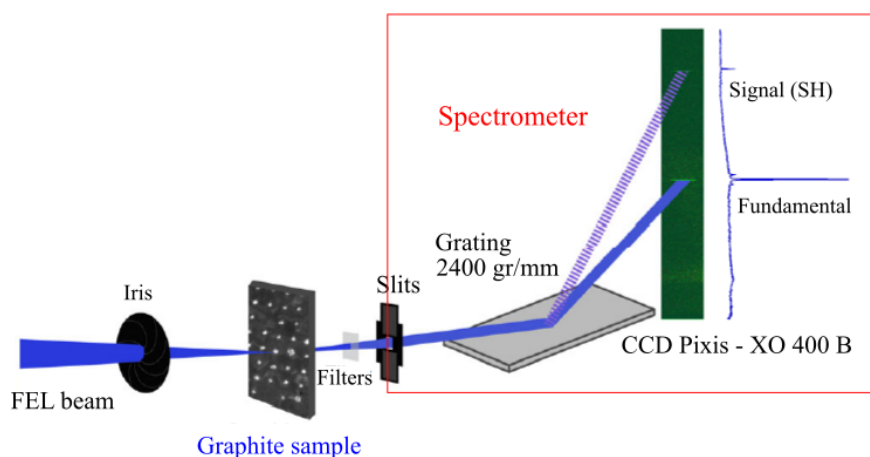 Spectrometer
Signal (SH)
Fundamental
Grating
2400 gr/mm
Slits
Iris
Filters
CCD Pixis - XO 400 B
FEL beam
Graphite sample